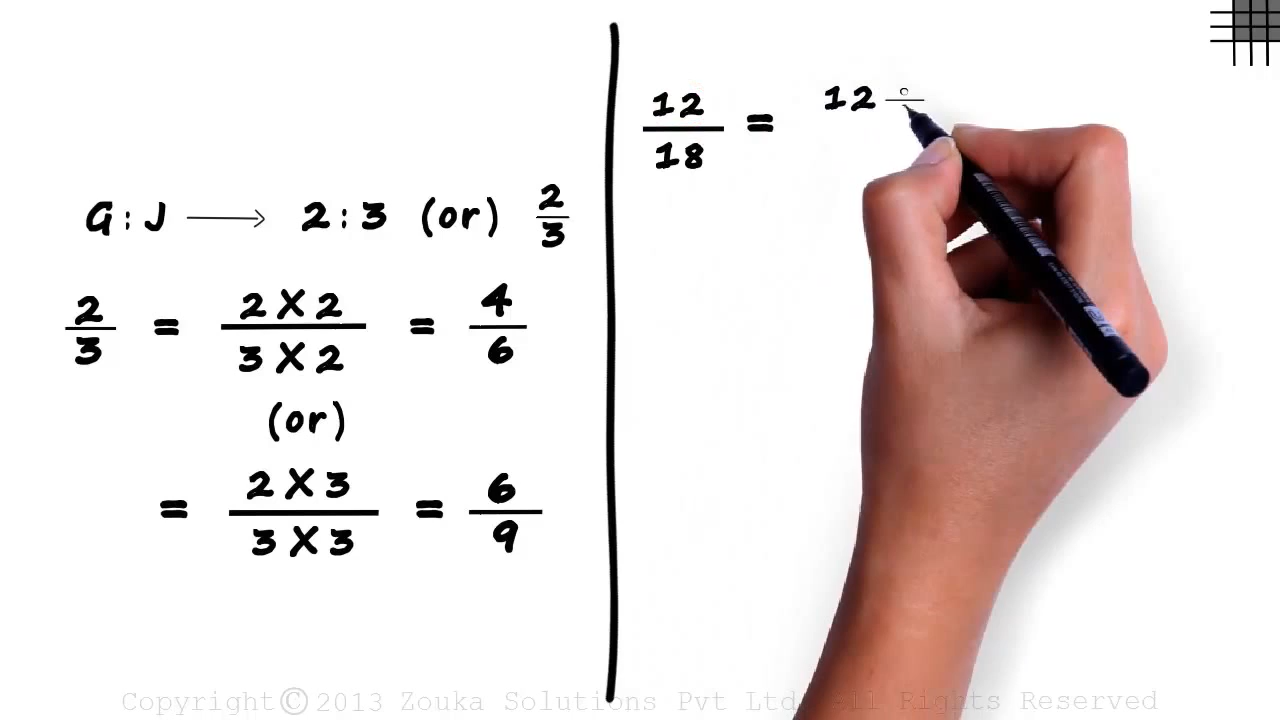 G : J → 2 : 3 (or) 2/3
2/3 = 2 X 2 / 3 X 2 = 4/6
(or)
= 2 X 3 / 3 X 3 = 6/9
12/18 = 12 ÷
Copyright © 2013 Zouka Solutions Pvt Ltd. All Rights Reserved